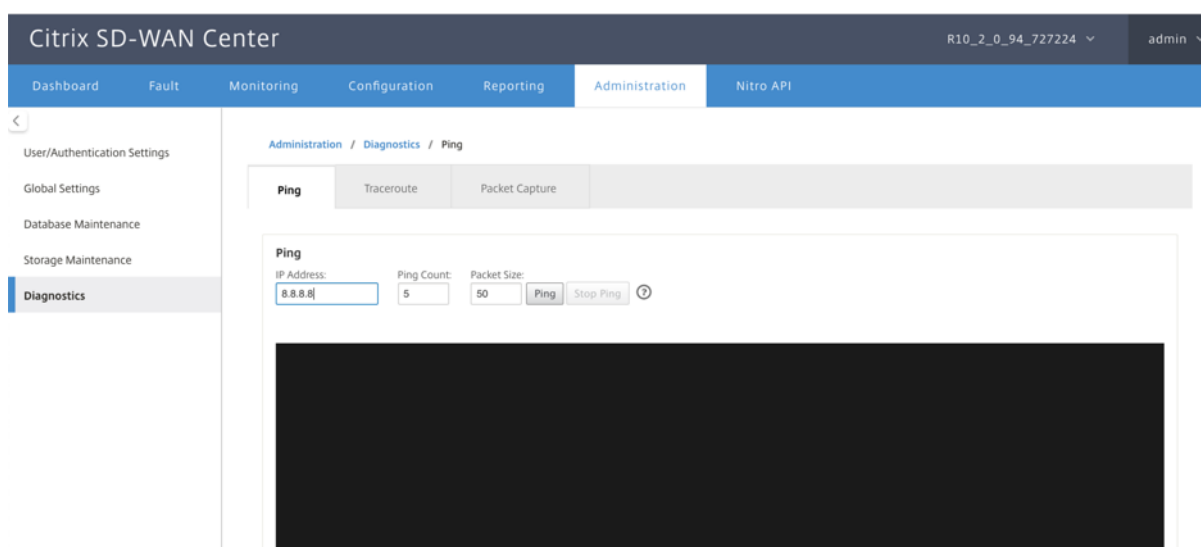 Citrix SD-WAN Center
R10_2_0_94_727224
admin
Dashboard Fault Monitoring Configuration Reporting Administration Nitro API
User/Authentication Settings
Global Settings
Database Maintenance
Storage Maintenance
Diagnostics
Administration / Diagnostics / Ping
Ping Traceroute Packet Capture
Ping
IP Address: Ping Count: Packet Size:
8.8.8.8 5 50 Ping Stop Ping ?